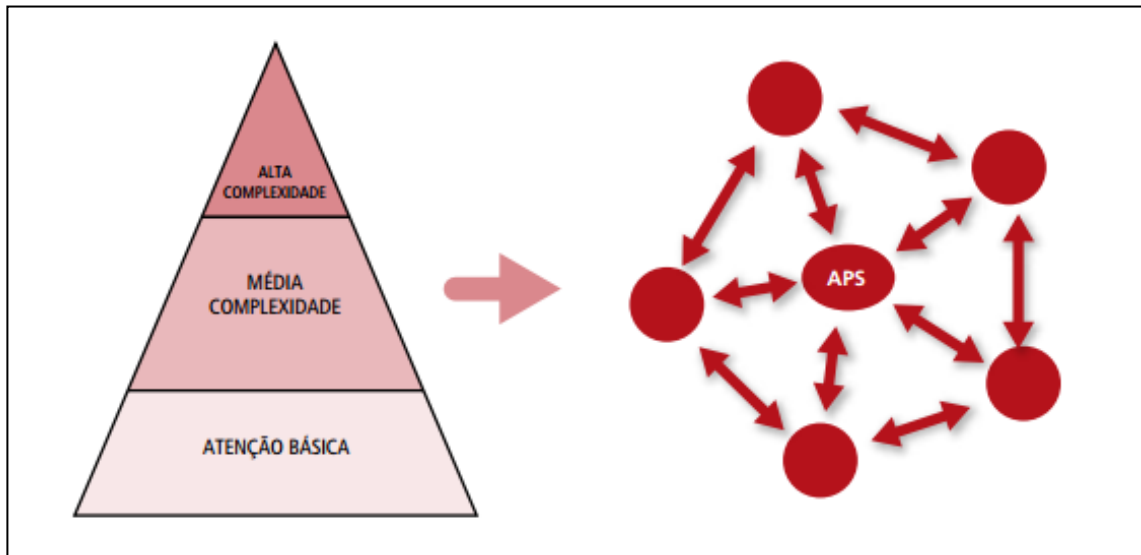 ALTA
COMPLEXIDADE
MÉDIA
COMPLEXIDADE
ATENÇÃO BÁSICA
APS